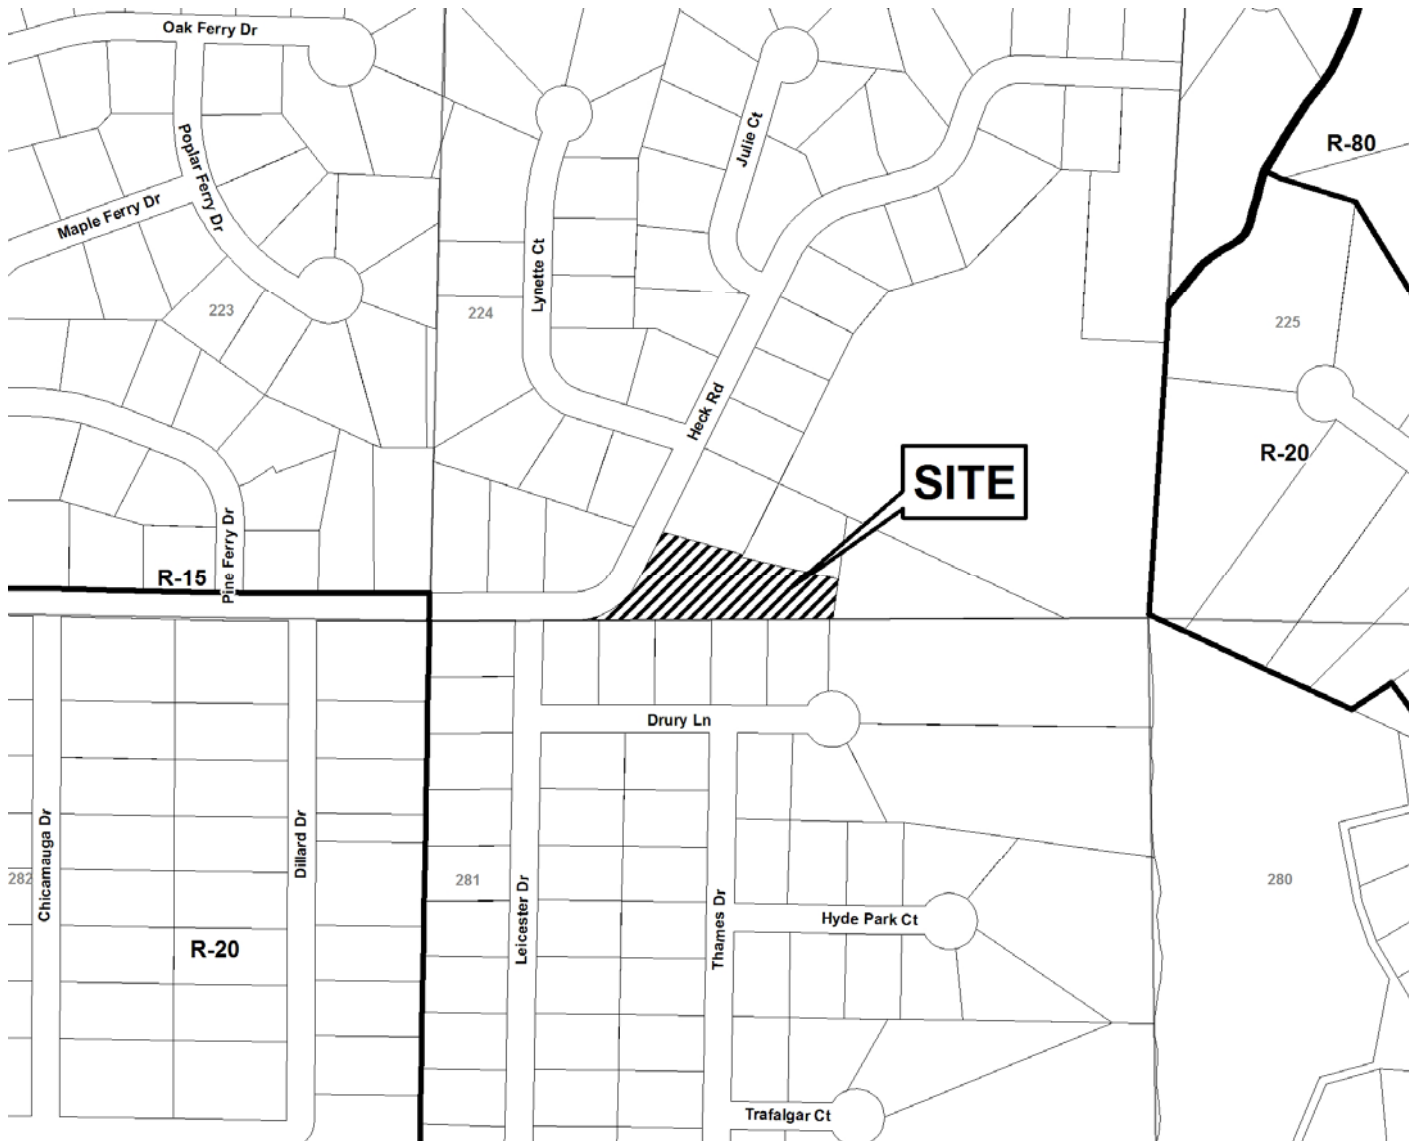 Oak Ferry Dr
Poplar Ferry Dr
Maple Ferry Dr
Julie Ct
R-80
Lynette Ct
223
224
225
Heck Rd
R-20
SITE
Pine Ferry Dr
R-15
Drury Ln
Chicamauga Dr
Dillard Dr
282
281
280
Leicester Dr
Thames Dr
Hyde Park Ct
R-20
Trafalgar Ct